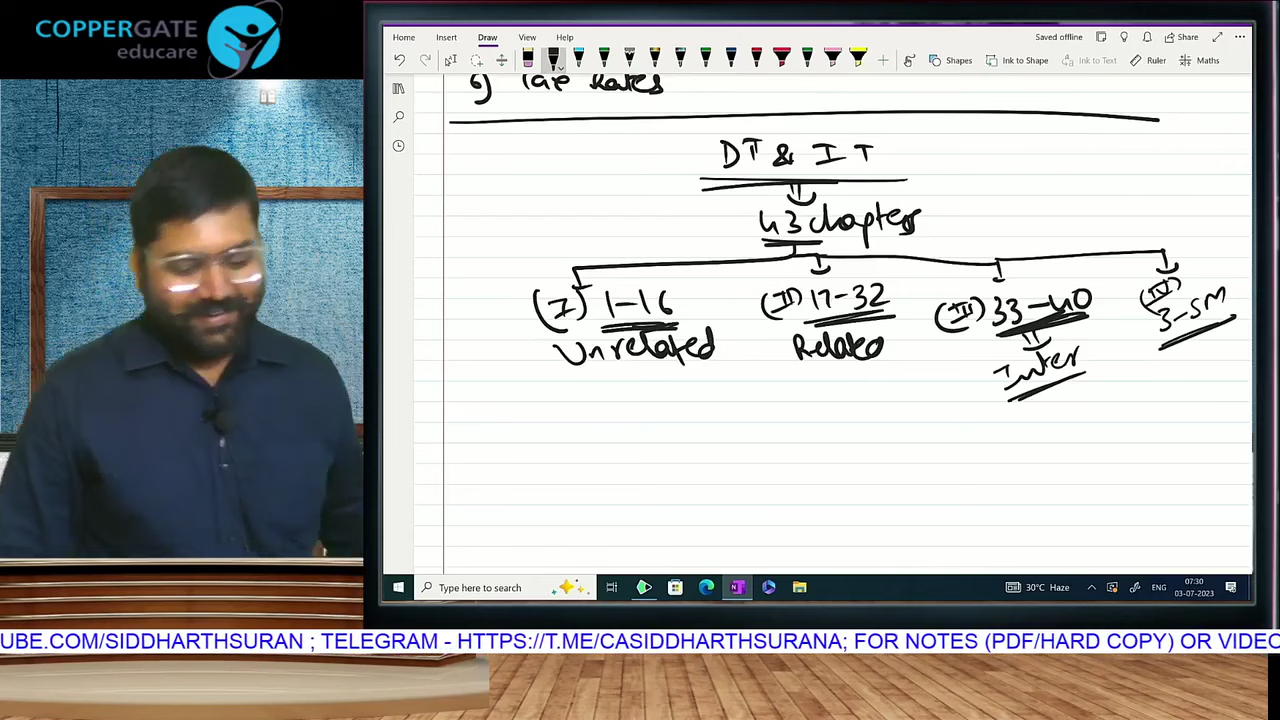 COPPERGATE
educare
Home Insert Draw View Help
Saved offline
Share
Shapes
Ink to Shape
Ink to Text
Ruler
Maths
6) Tax Rates
DT & IT
43 chapters
(I) 1-16
Unrelated
(II) 17-32
Related
(III) 33-40
Inter
(IV)
3-SM
Type here to search
30°C Haze
ENG
07:30
03-07-2023
UBE.COM/SIDDHARTHSURAN ; TELEGRAM - HTTPS://T.ME/CASIDDHARTHSURANA; FOR NOTES (PDF/HARD COPY) OR VIDEO